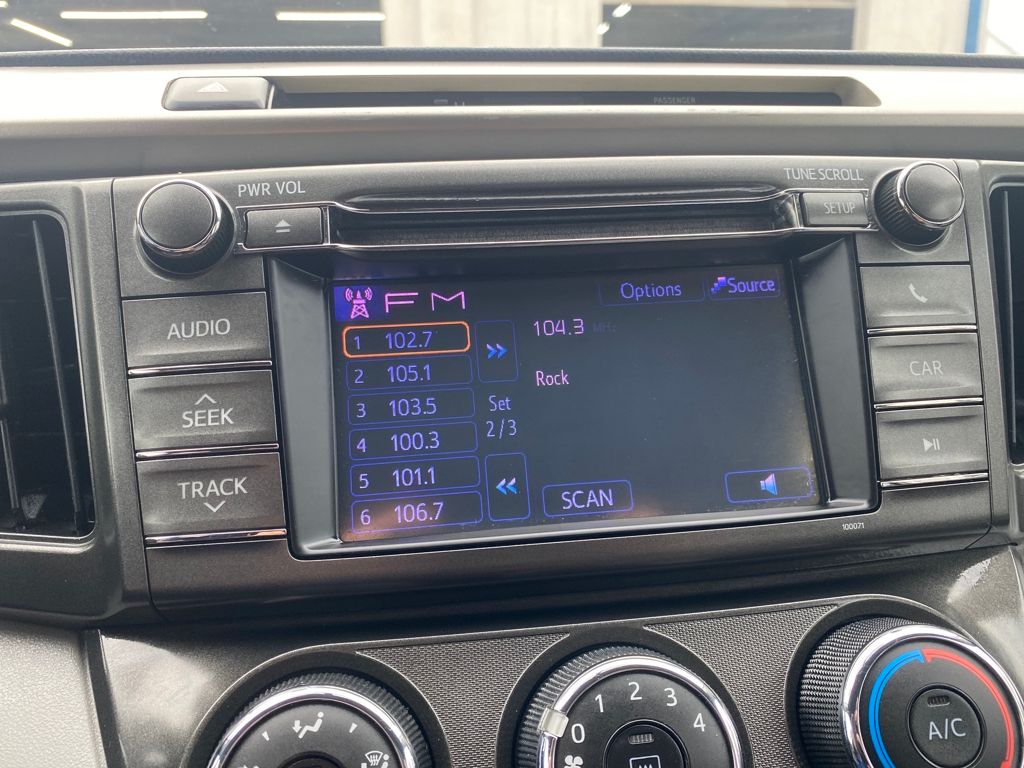 PASSENGER
PWR VOL
TUNE SCROLL
SETUP
AUDIO
SEEK
TRACK
CAR
FM
Options
Source
1 102.7
2 105.1
3 103.5
4 100.3
5 101.1
6 106.7
Set
2/3
104.3 MHz
Rock
SCAN
100071
0 1 2 3 4
A/C